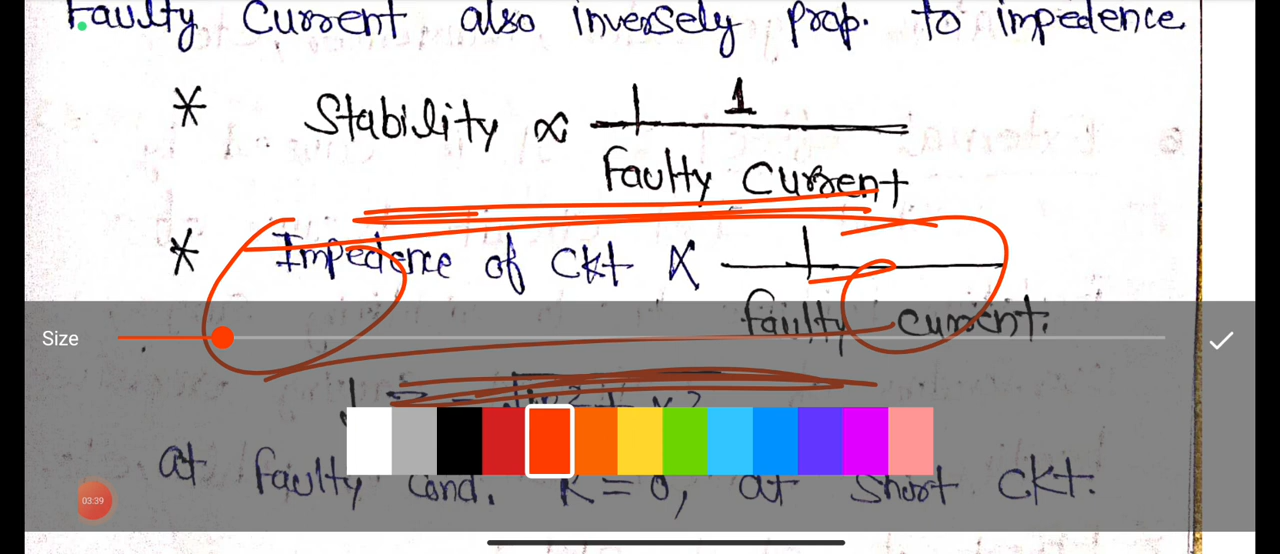 Faulty Current also inversely prop. to impedence
* Stability ∝ 1
Faulty Current
* Impedence of Ckt ∝ 1
faulty current.
Size
at faulty Cond. R = 0, at Short Ckt.
03:39